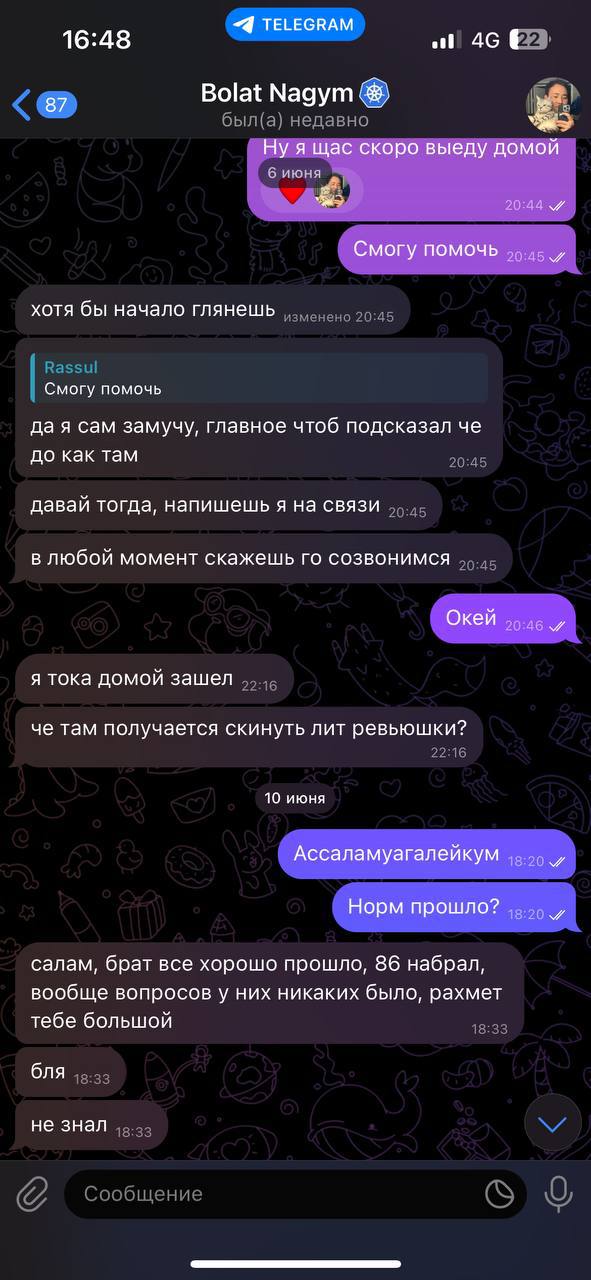 16:48
TELEGRAM
4G
22
87
Bolat Nagym
был(а) недавно
Ну я щас скоро выеду домой
6 июня
20:44
Смогу помочь 20:45
хотя бы начало глянешь изменено 20:45
Rassul
Смогу помочь
да я сам замучу, главное чтоб подсказал че
до как там
20:45
давай тогда, напишешь я на связи 20:45
в любой момент скажешь го созвонимся 20:45
Окей 20:46
я тока домой зашел 22:16
че там получается скинуть лит ревьюшки?
22:16
10 июня
Ассаламуагалейкум 18:20
Норм прошло? 18:20
салам, брат все хорошо прошло, 86 набрал,
вообще вопросов у них никаких было, рахмет
тебе большой
18:33
бля 18:33
не знал 18:33
Сообщение